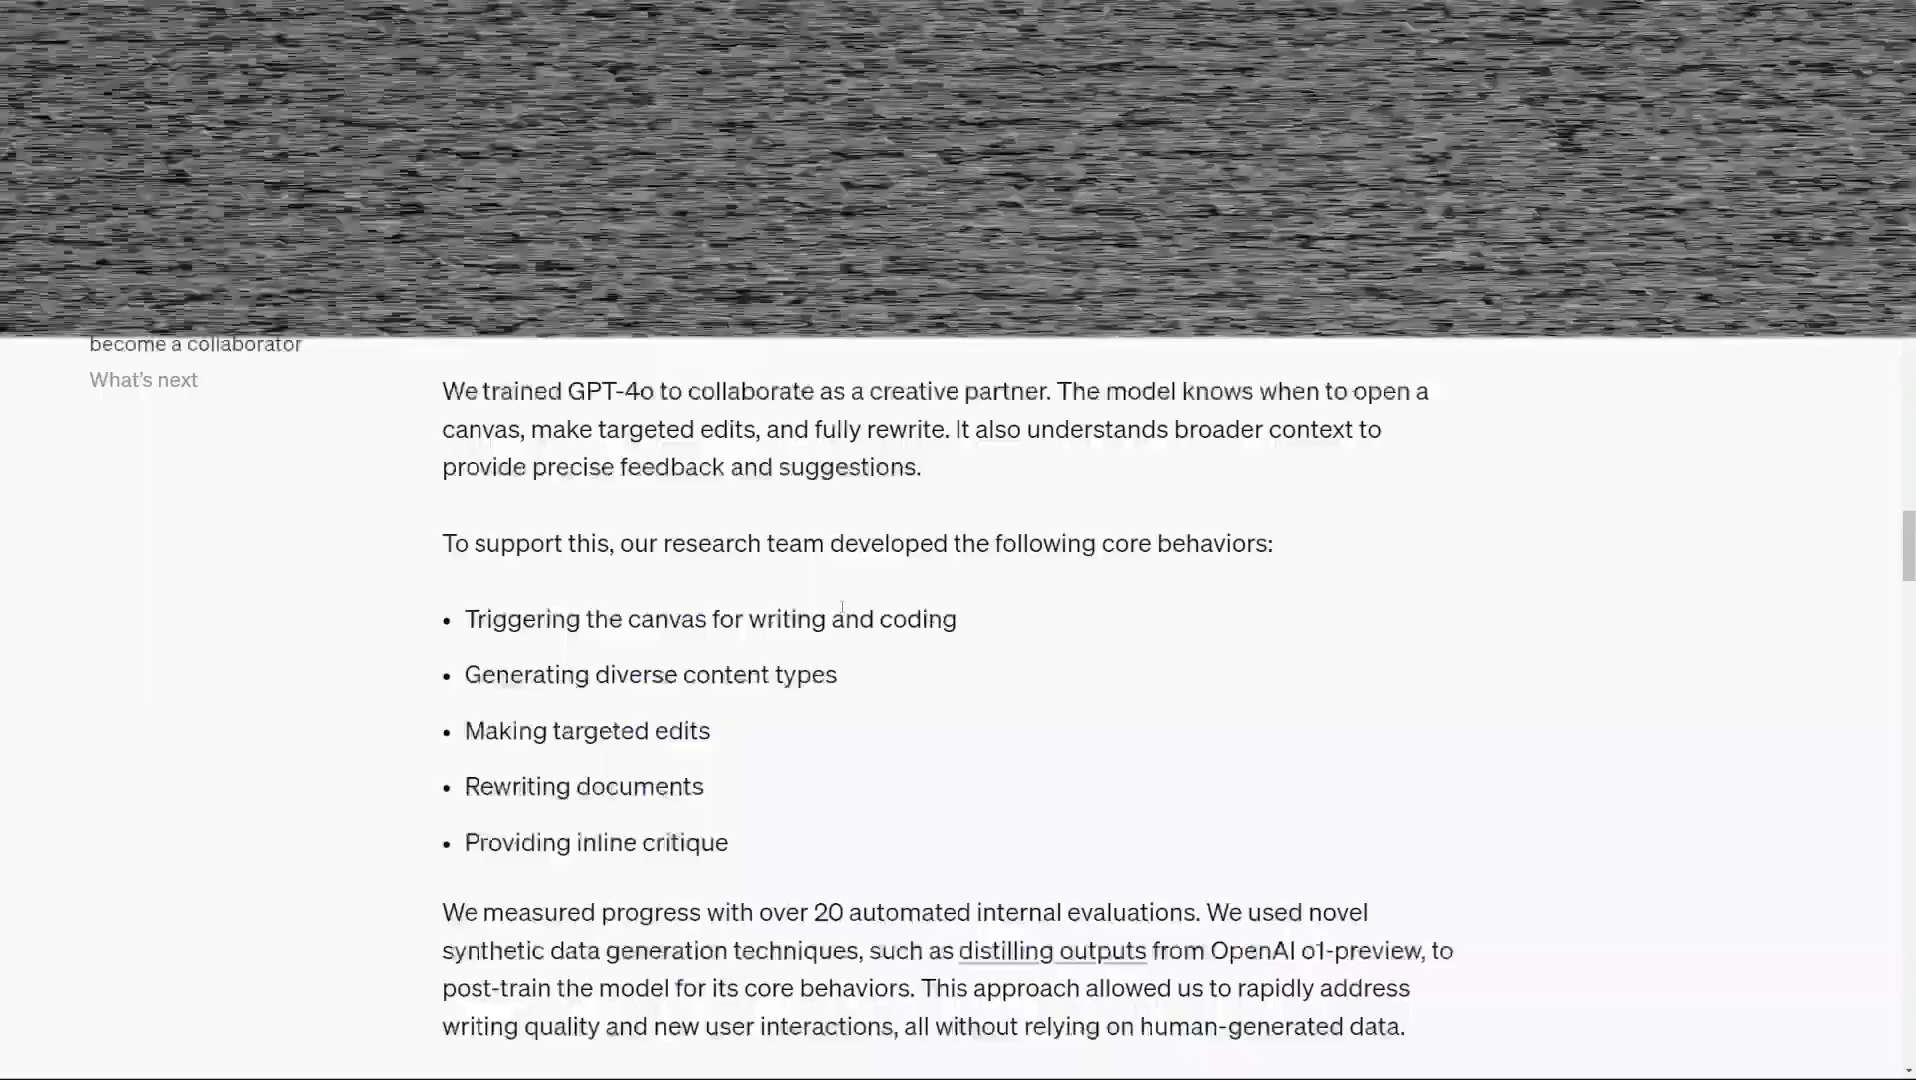 become a collaborator
What's next
We trained GPT-4o to collaborate as a creative partner. The model knows when to open a
canvas, make targeted edits, and fully rewrite. It also understands broader context to
provide precise feedback and suggestions.
To support this, our research team developed the following core behaviors:
• Triggering the canvas for writing and coding
• Generating diverse content types
• Making targeted edits
• Rewriting documents
• Providing inline critique
We measured progress with over 20 automated internal evaluations. We used novel
synthetic data generation techniques, such as distilling outputs from OpenAI o1-preview, to
post-train the model for its core behaviors. This approach allowed us to rapidly address
writing quality and new user interactions, all without relying on human-generated data.